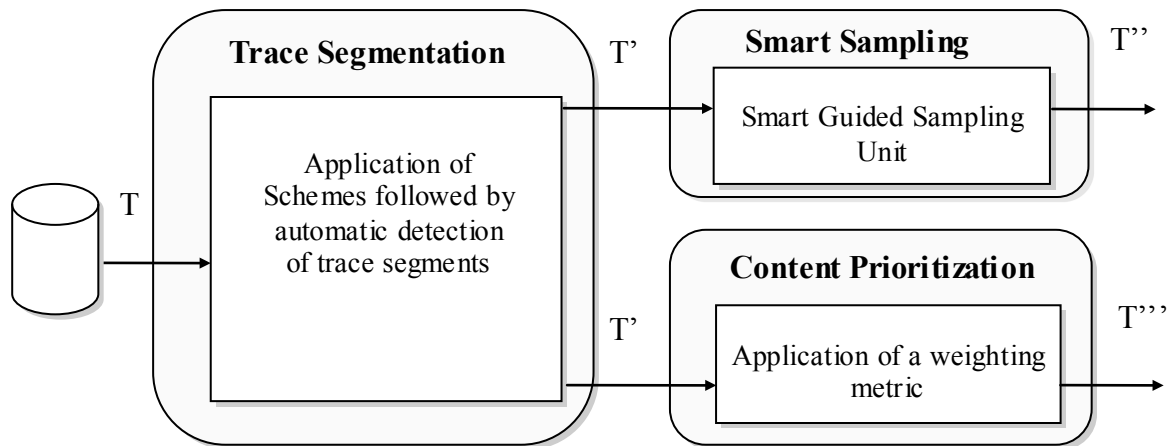 T
Trace Segmentation
Application of
Schemes followed by
automatic detection
of trace segments
T’
Smart Sampling
Smart Guided Sampling
Unit
T’’
T’
Content Prioritization
Application of a weighting
metric
T’’’